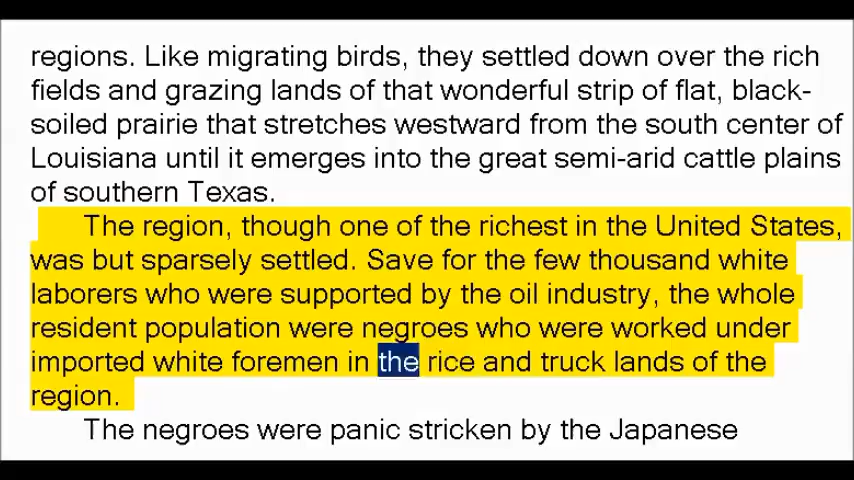 regions. Like migrating birds, they settled down over the rich
fields and grazing lands of that wonderful strip of flat, black-
soiled prairie that stretches westward from the south center of
Louisiana until it emerges into the great semi-arid cattle plains
of southern Texas.
The region, though one of the richest in the United States,
was but sparsely settled. Save for the few thousand white
laborers who were supported by the oil industry, the whole
resident population were negroes who were worked under
imported white foremen in the rice and truck lands of the
region.
The negroes were panic stricken by the Japanese